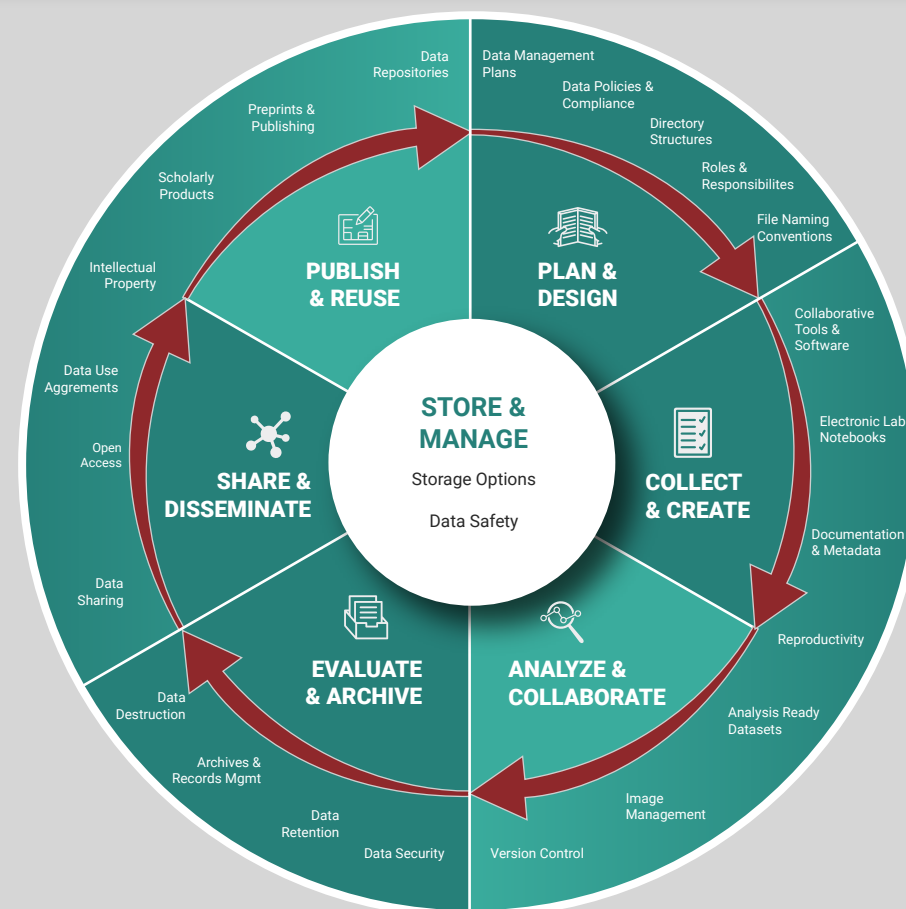 Data Management
Plans
Data Policies &
Compliance
Directory
Structures
Roles &
Responsibilites
File Naming
Conventions
PLAN &
DESIGN
Collaborative
Tools &
Software
Electronic Lab
Notebooks
Documentation
& Metadata
COLLECT
& CREATE
Reproductivity
Analysis Ready
Datasets
Image
Management
Version Control
ANALYZE &
COLLABORATE
Data Security
Data
Retention
Archives &
Records Mgmt
Data
Destruction
EVALUATE
& ARCHIVE
Data
Sharing
Open
Access
Data Use
Aggrements
SHARE &
DISSEMINATE
Intellectual
Property
Scholarly
Products
Preprints &
Publishing
Data
Repositories
PUBLISH
& REUSE
STORE &
MANAGE
Storage Options
Data Safety